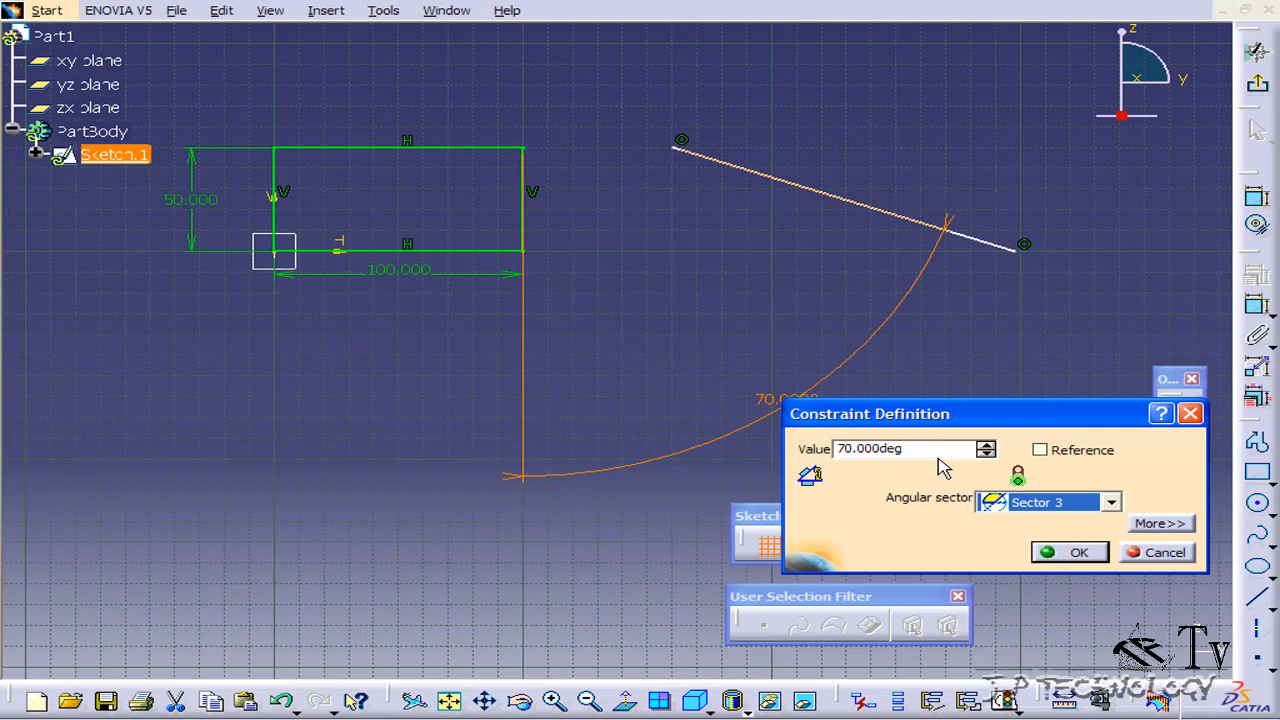 Start ENOVIA V5 File Edit View Insert Tools Window Help
Part1
xy plane
yz plane
zx plane
PartBody
Sketch.1
z
x
y
H
V
V
50.000
H
100.000
70.
O...
Constraint Definition
Value 70.000deg
Reference
Angular sector Sector 3
More>>
OK Cancel
Sketch
User Selection Filter
Tv
TECHNOLOGY
CATIA